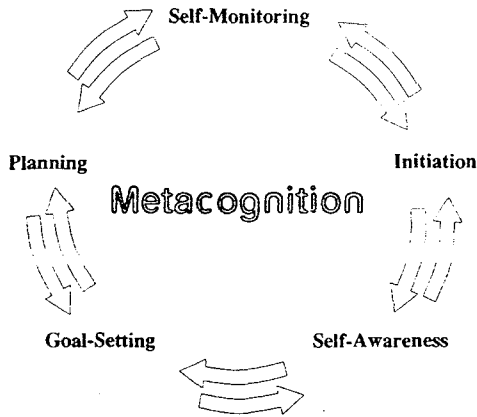 Self-Monitoring
Planning
Initiation
Metacognition
Goal-Setting
Self-Awareness